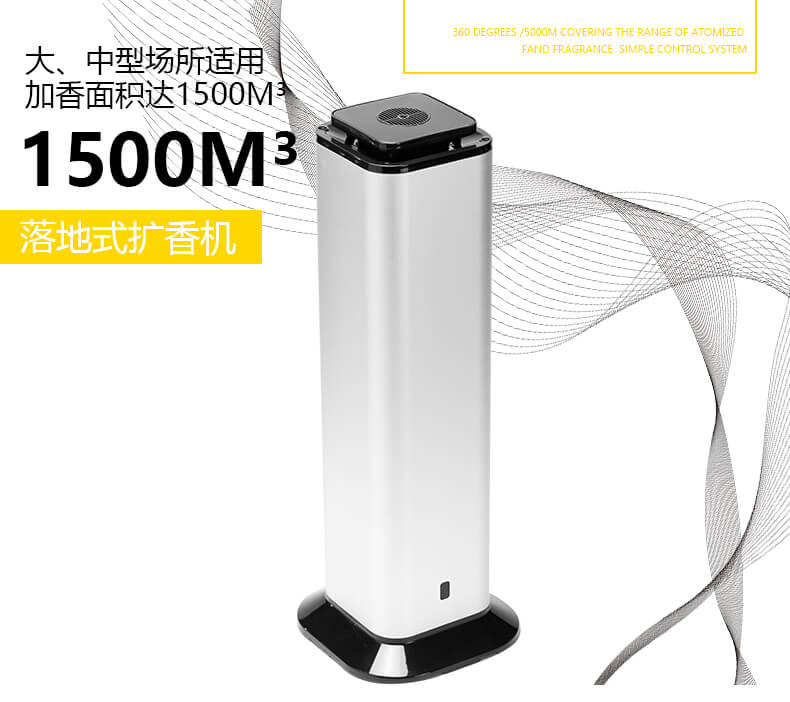 360 DEGREES /5000M COVERING THE RANGE OF ATOMIZED
FAND FRAGRANCE  SIMPLE CONTROL SYSTEM
大、中型场所适用
加香面积达1500M³
1500M³
落地式扩香机